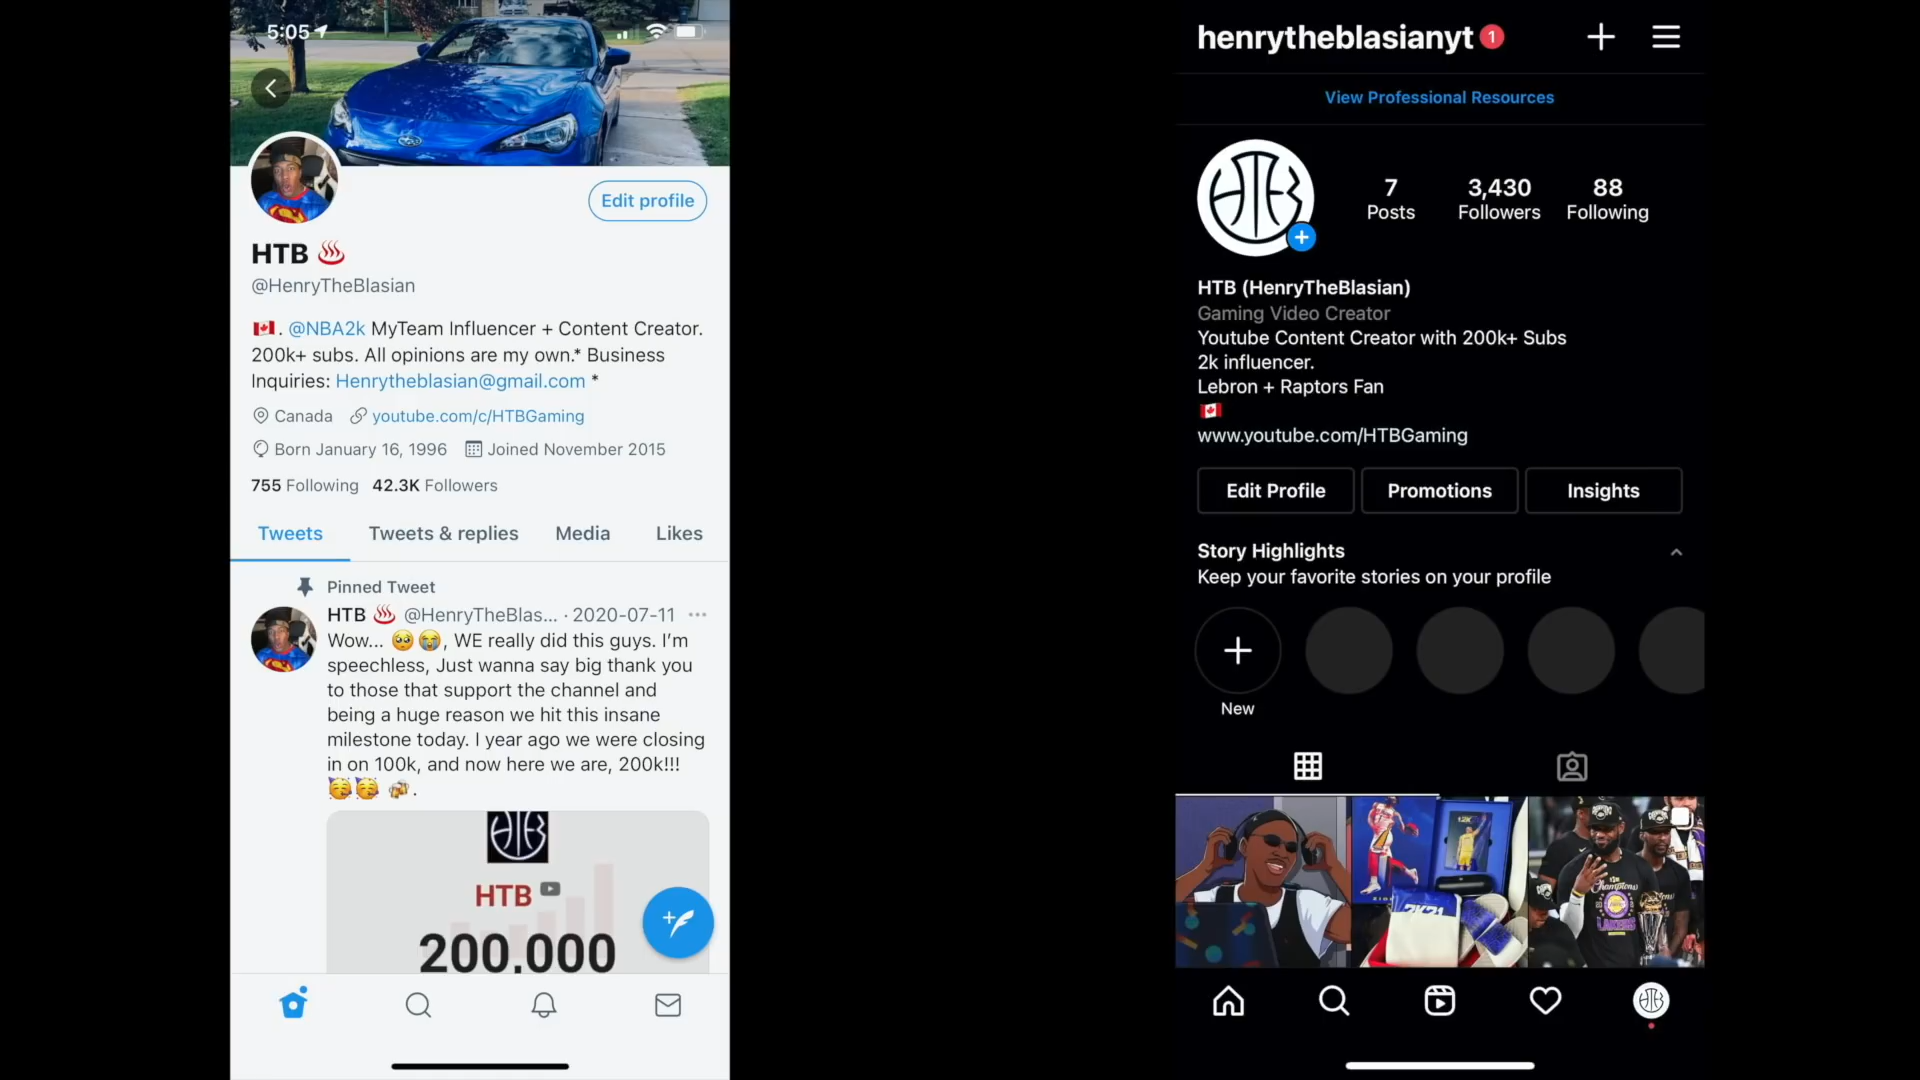 5:05
Edit profile
HTB ♨️
@HenryTheBlasian
🇨🇦. @NBA2k MyTeam Influencer + Content Creator.
200k+ subs. All opinions are my own.* Business
Inquiries: Henrytheblasian@gmail.com *
Canada youtube.com/c/HTBGaming
Born January 16, 1996 Joined November 2015
755 Following 42.3K Followers
Tweets Tweets & replies Media Likes
Pinned Tweet
HTB ♨️ @HenryTheBlas... · 2020-07-11 ···
Wow... 🥺😭, WE really did this guys. I’m
speechless, Just wanna say big thank you
to those that support the channel and
being a huge reason we hit this insane
milestone today. I year ago we were closing
in on 100k, and now here we are, 200k!!!
🥳🥳 🍻.
HTB
HTB
200,000
henrytheblasianyt 1
View Professional Resources
HTB
7 3,430 88
Posts Followers Following
HTB (HenryTheBlasian)
Gaming Video Creator
Youtube Content Creator with 200k+ Subs
2k influencer.
Lebron + Raptors Fan
🇨🇦
www.youtube.com/HTBGaming
Edit Profile Promotions Insights
Story Highlights
Keep your favorite stories on your profile
New
2K21
Champions
LAKERS